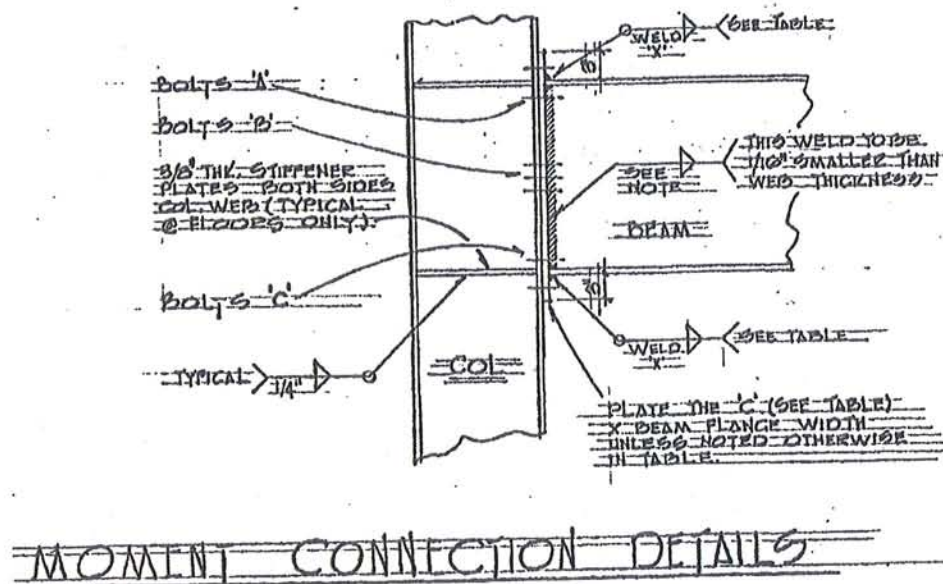 WELD
'X'
SEE TABLE
BOLTS 'A'
BOLTS 'B'
3/8" THK. STIFFENER
PLATES BOTH SIDES
COL. WEB (TYPICAL
@ FLOORS ONLY).
SEE
NOTE
THIS WELD TO BE
1/16" SMALLER THAN
WEB THICKNESS
BEAM
BOLTS 'C'
WELD
'X'
SEE TABLE
TYPICAL
1/4"
COL
PLATE THK 'C' (SEE TABLE)
X BEAM FLANGE WIDTH
UNLESS NOTED OTHERWISE
IN TABLE.
MOMENT CONNECTION DETAILS